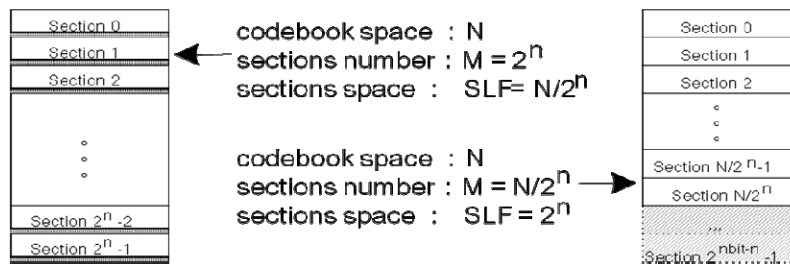 Section 0
Section 1
Section 2
Section 2ⁿ -2
Section 2ⁿ -1
codebook space : N
sections number : M = 2ⁿ
sections space : SLF= N/2ⁿ
codebook space : N
sections number : M = N/2ⁿ
sections space : SLF = 2ⁿ
Section 0
Section 1
Section 2
Section N/2ⁿ-1
Section N/2ⁿ
...
Section 2ⁿᵇⁱᵗ⁻ⁿ -1